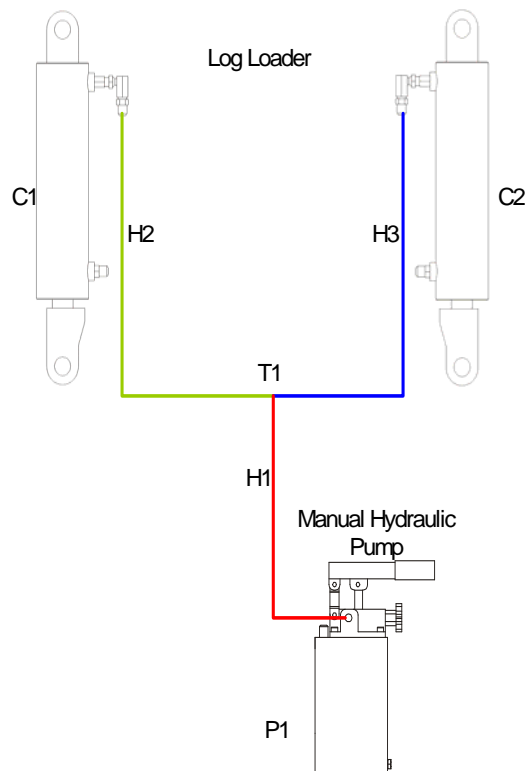 Log Loader
C1
C2
H2
H3
T1
H1
Manual Hydraulic
Pump
P1